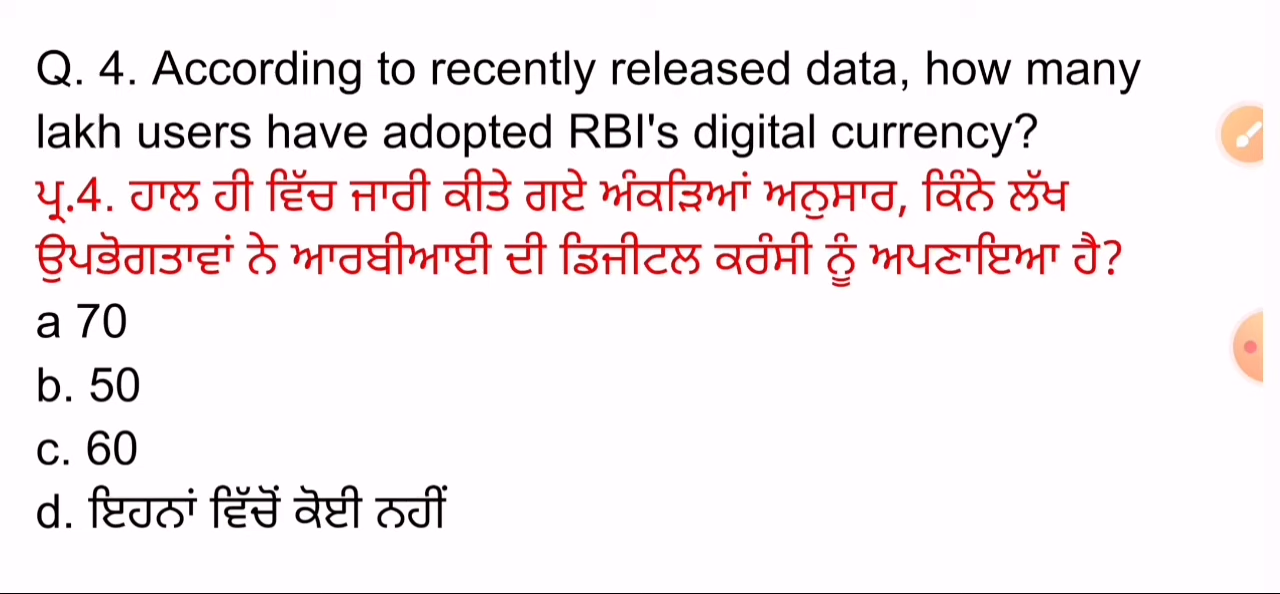 Q. 4. According to recently released data, how many
lakh users have adopted RBI's digital currency?
ਪ੍ਰ.4. ਹਾਲ ਹੀ ਵਿੱਚ ਜਾਰੀ ਕੀਤੇ ਗਏ ਅੰਕੜਿਆਂ ਅਨੁਸਾਰ, ਕਿੰਨੇ ਲੱਖ
ਉਪਭੋਗਤਾਵਾਂ ਨੇ ਆਰਬੀਆਈ ਦੀ ਡਿਜੀਟਲ ਕਰੰਸੀ ਨੂੰ ਅਪਣਾਇਆ ਹੈ?
a 70
b. 50
c. 60
d. ਇਹਨਾਂ ਵਿੱਚੋਂ ਕੋਈ ਨਹੀਂ